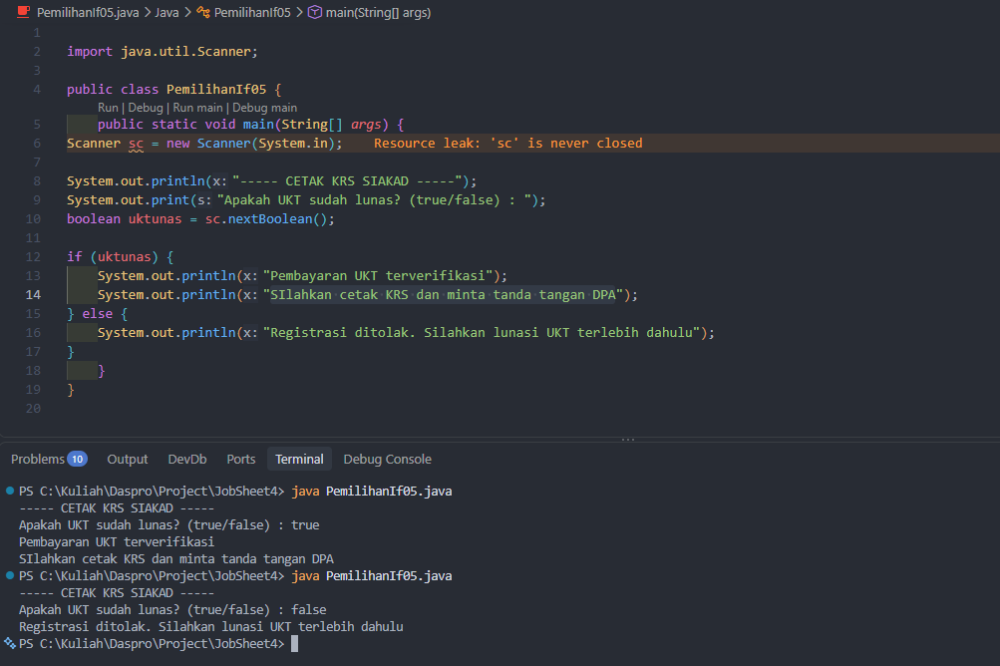 PemilihanIf05.java > Java > PemilihanIf05 > main(String[] args)
1
2 import java.util.Scanner;
3
4 public class PemilihanIf05 {
Run | Debug | Run main | Debug main
5 public static void main(String[] args) {
6 Scanner sc = new Scanner(System.in); Resource leak: 'sc' is never closed
7
8 System.out.println(x: "----- CETAK KRS SIAKAD -----");
9 System.out.print(s: "Apakah UKT sudah lunas? (true/false) : ");
10 boolean uktunas = sc.nextBoolean();
11
12 if (uktunas) {
13 System.out.println(x: "Pembayaran UKT terverifikasi");
14 System.out.println(x: "SIlahkan cetak KRS dan minta tanda tangan DPA");
15 } else {
16 System.out.println(x: "Registrasi ditolak. Silahkan lunasi UKT terlebih dahulu");
17 }
18 }
19 }
20
Problems 10 Output DevDb Ports Terminal Debug Console
PS C:\Kuliah\Daspro\Project\JobSheet4> java PemilihanIf05.java
----- CETAK KRS SIAKAD -----
Apakah UKT sudah lunas? (true/false) : true
Pembayaran UKT terverifikasi
SIlahkan cetak KRS dan minta tanda tangan DPA
PS C:\Kuliah\Daspro\Project\JobSheet4> java PemilihanIf05.java
----- CETAK KRS SIAKAD -----
Apakah UKT sudah lunas? (true/false) : false
Registrasi ditolak. Silahkan lunasi UKT terlebih dahulu
PS C:\Kuliah\Daspro\Project\JobSheet4>